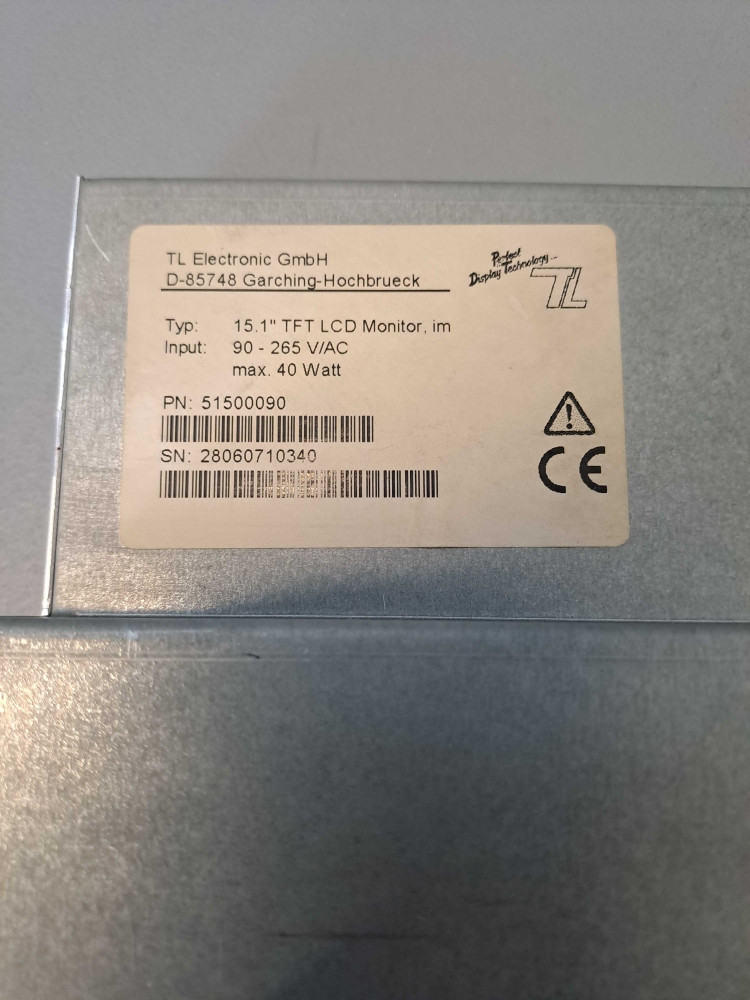 TL Electronic GmbH
D-85748 Garching-Hochbrueck
Perfect
Display Technology...
TL
Typ: 15.1" TFT LCD Monitor, im
Input: 90 - 265 V/AC
max. 40 Watt
PN: 51500090
SN: 28060710340
CE